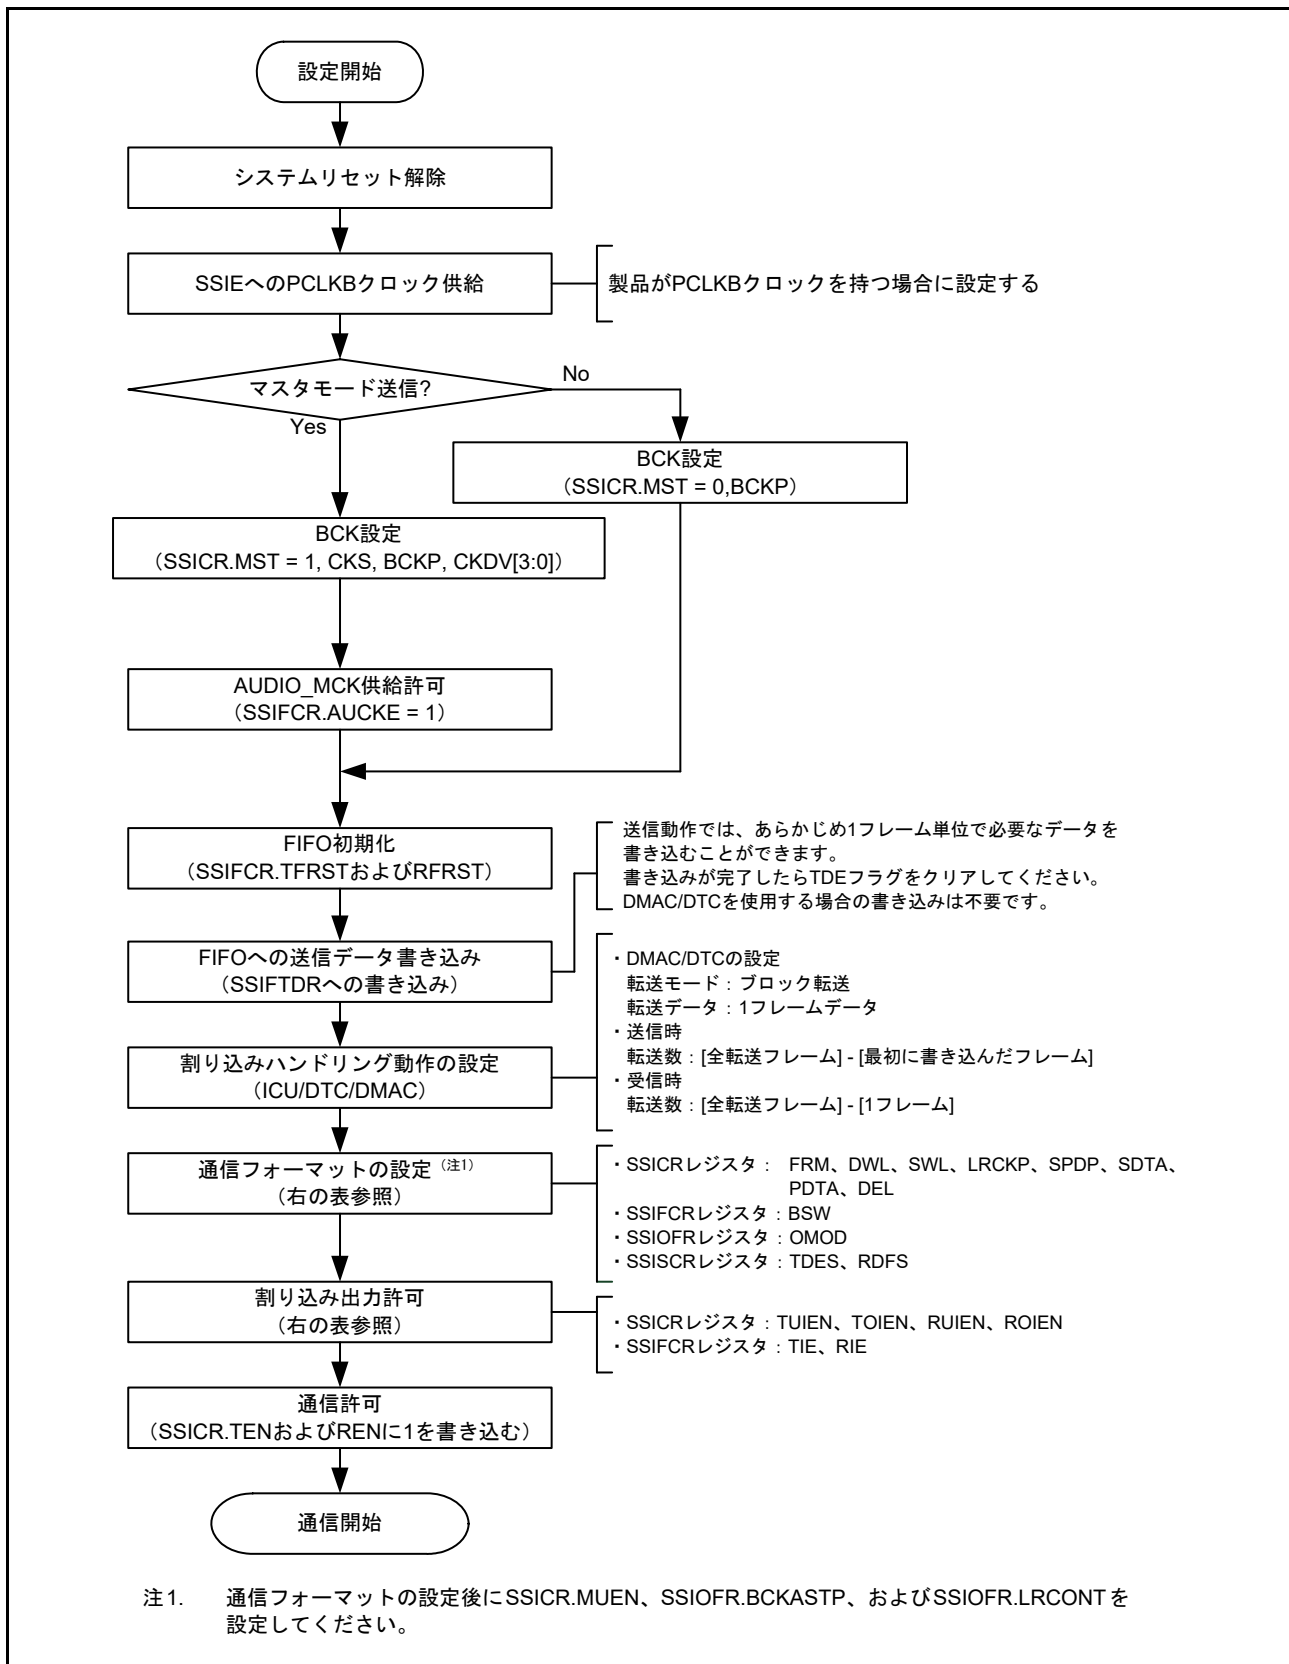 設定開始
システムリセット解除
SSIEへのPCLKBクロック供給
製品がPCLKBクロックを持つ場合に設定する
マスタモード送信?
No
Yes
BCK設定
（SSICR.MST = 0,BCKP）
BCK設定
（SSICR.MST = 1, CKS, BCKP, CKDV[3:0]）
AUDIO_MCK供給許可
（SSIFCR.AUCKE = 1）
FIFO初期化
（SSIFCR.TFRSTおよびRFRST）
送信動作では、あらかじめ1フレーム単位で必要なデータを
書き込むことができます。
書き込みが完了したらTDEフラグをクリアしてください。
DMAC/DTCを使用する場合の書き込みは不要です。
FIFOへの送信データ書き込み
（SSIFTDRへの書き込み）
・DMAC/DTCの設定
転送モード：ブロック転送
転送データ：1フレームデータ
・送信時
転送数：[全転送フレーム] - [最初に書き込んだフレーム]
・受信時
転送数：[全転送フレーム] - [1フレーム]
割り込みハンドリング動作の設定
（ICU/DTC/DMAC）
通信フォーマットの設定（注1）
（右の表参照）
・SSICRレジスタ： FRM、DWL、SWL、LRCKP、SPDP、SDTA、
PDTA、DEL
・SSIFCRレジスタ：BSW
・SSIOFRレジスタ：OMOD
・SSISCRレジスタ：TDES、RDFS
割り込み出力許可
（右の表参照）
・SSICRレジスタ：TUIEN、TOIEN、RUIEN、ROIEN
・SSIFCRレジスタ：TIE、RIE
通信許可
（SSICR.TENおよびRENに1を書き込む）
通信開始
注1. 通信フォーマットの設定後にSSICR.MUEN、SSIOFR.BCKASTP、およびSSIOFR.LRCONTを
設定してください。